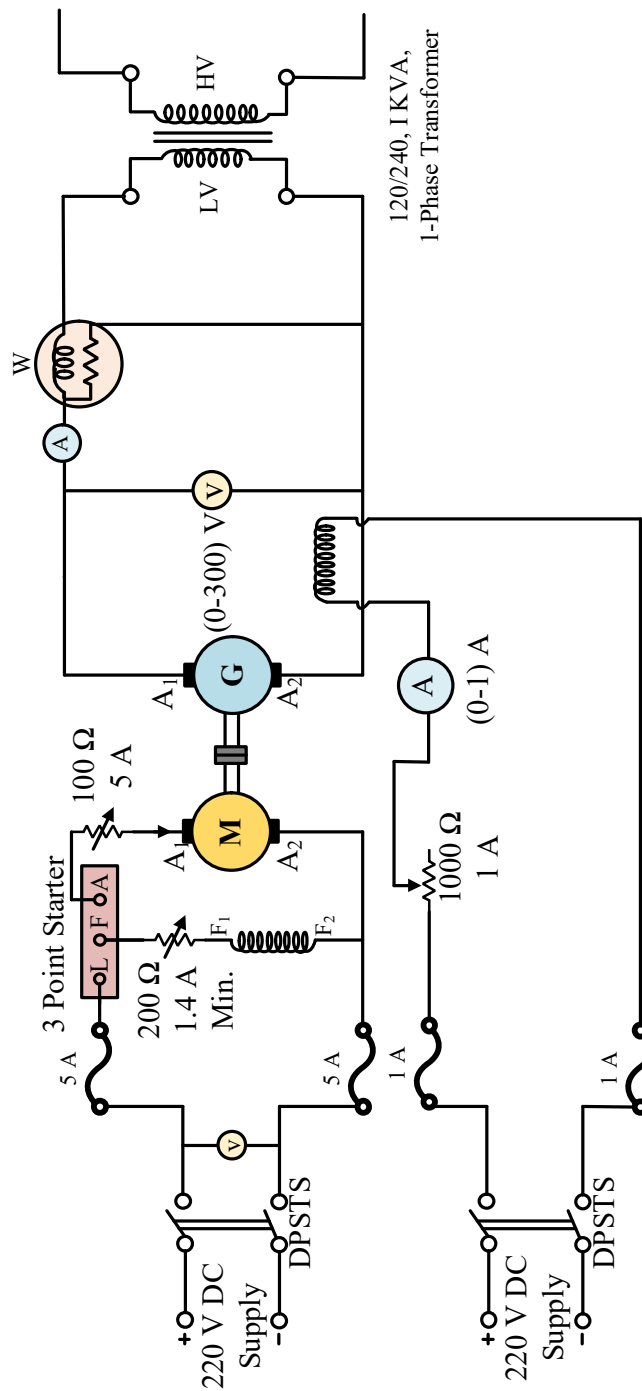 3 Point Starter
L
F
A
100 Ω
5 A
5 A
200 Ω
1.4 A
Min.
F1
F2
A1
M
A2
A1
G
A2
(0-300) V
V
A
W
LV
HV
120/240, 1KVA,
1-Phase Transformer
+
220 V DC
Supply
-
DPSTS
V
5 A
+
220 V DC
Supply
-
DPSTS
1 A
1 A
1000 Ω
1 A
A
(0-1) A